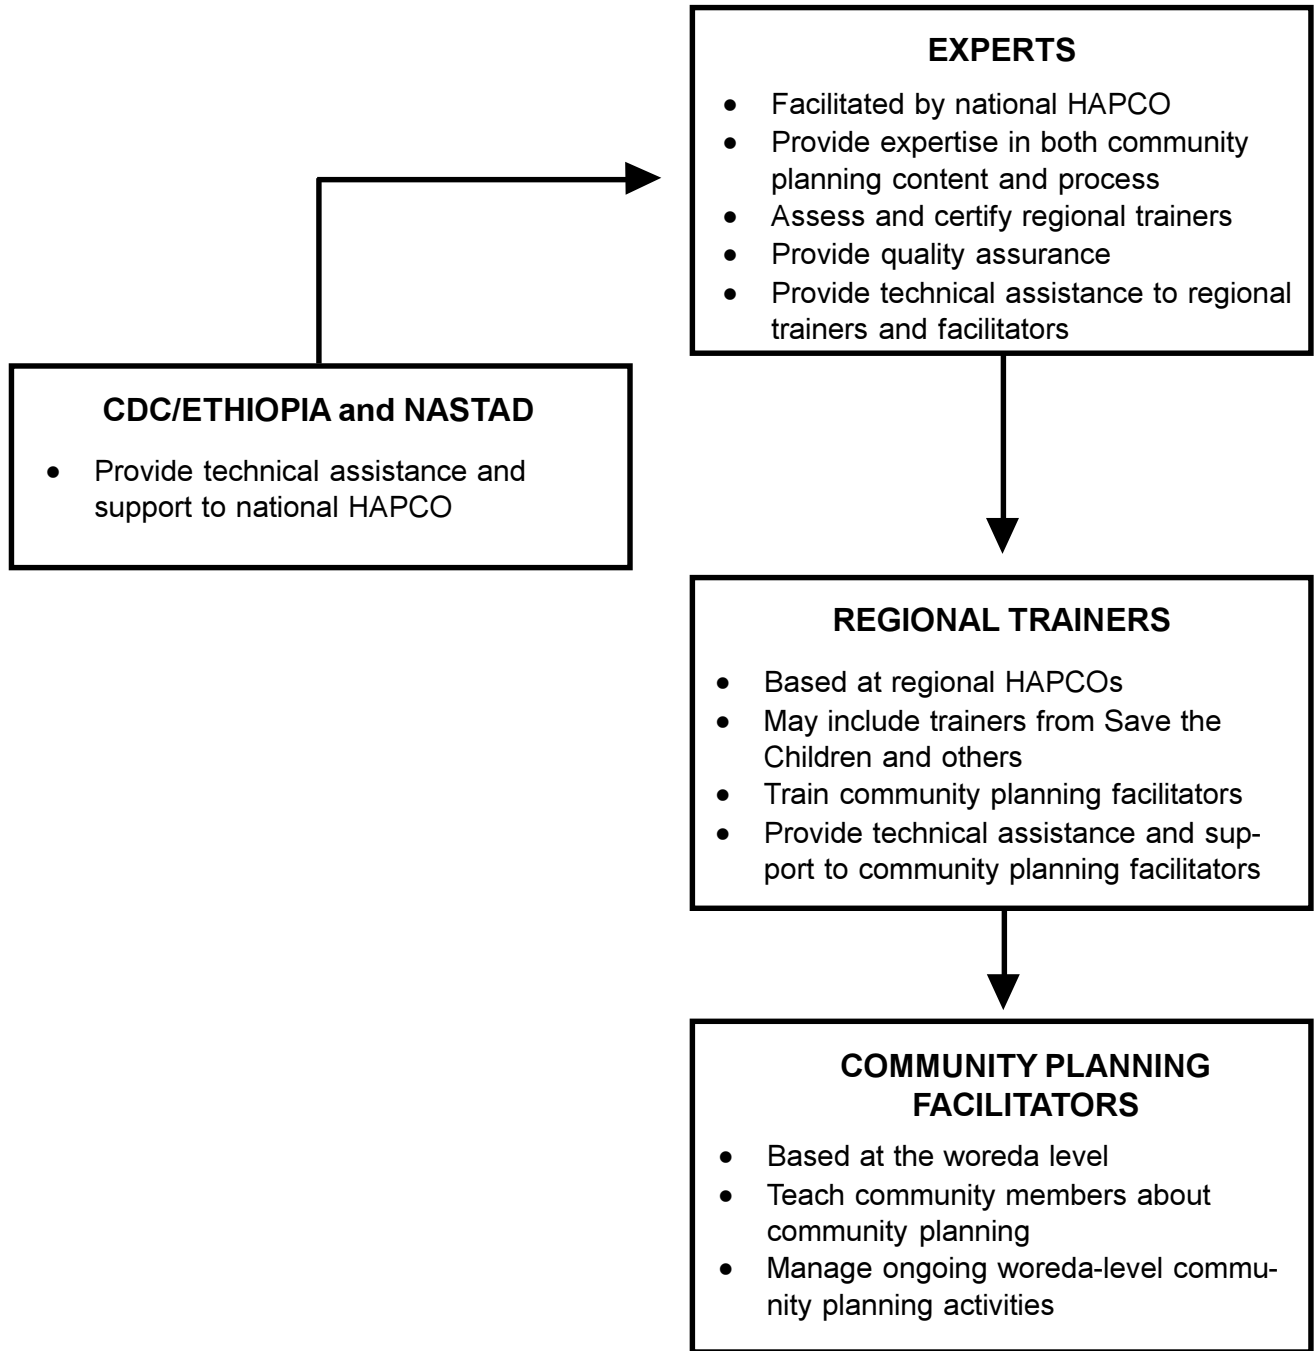 EXPERTS
• Facilitated by national HAPCO
• Provide expertise in both community
planning content and process
• Assess and certify regional trainers
• Provide quality assurance
• Provide technical assistance to regional
trainers and facilitators
CDC/ETHIOPIA and NASTAD
• Provide technical assistance and
support to national HAPCO
REGIONAL TRAINERS
• Based at regional HAPCOs
• May include trainers from Save the
Children and others
• Train community planning facilitators
• Provide technical assistance and sup-
port to community planning facilitators
COMMUNITY PLANNING
FACILITATORS
• Based at the woreda level
• Teach community members about
community planning
• Manage ongoing woreda-level commu-
nity planning activities